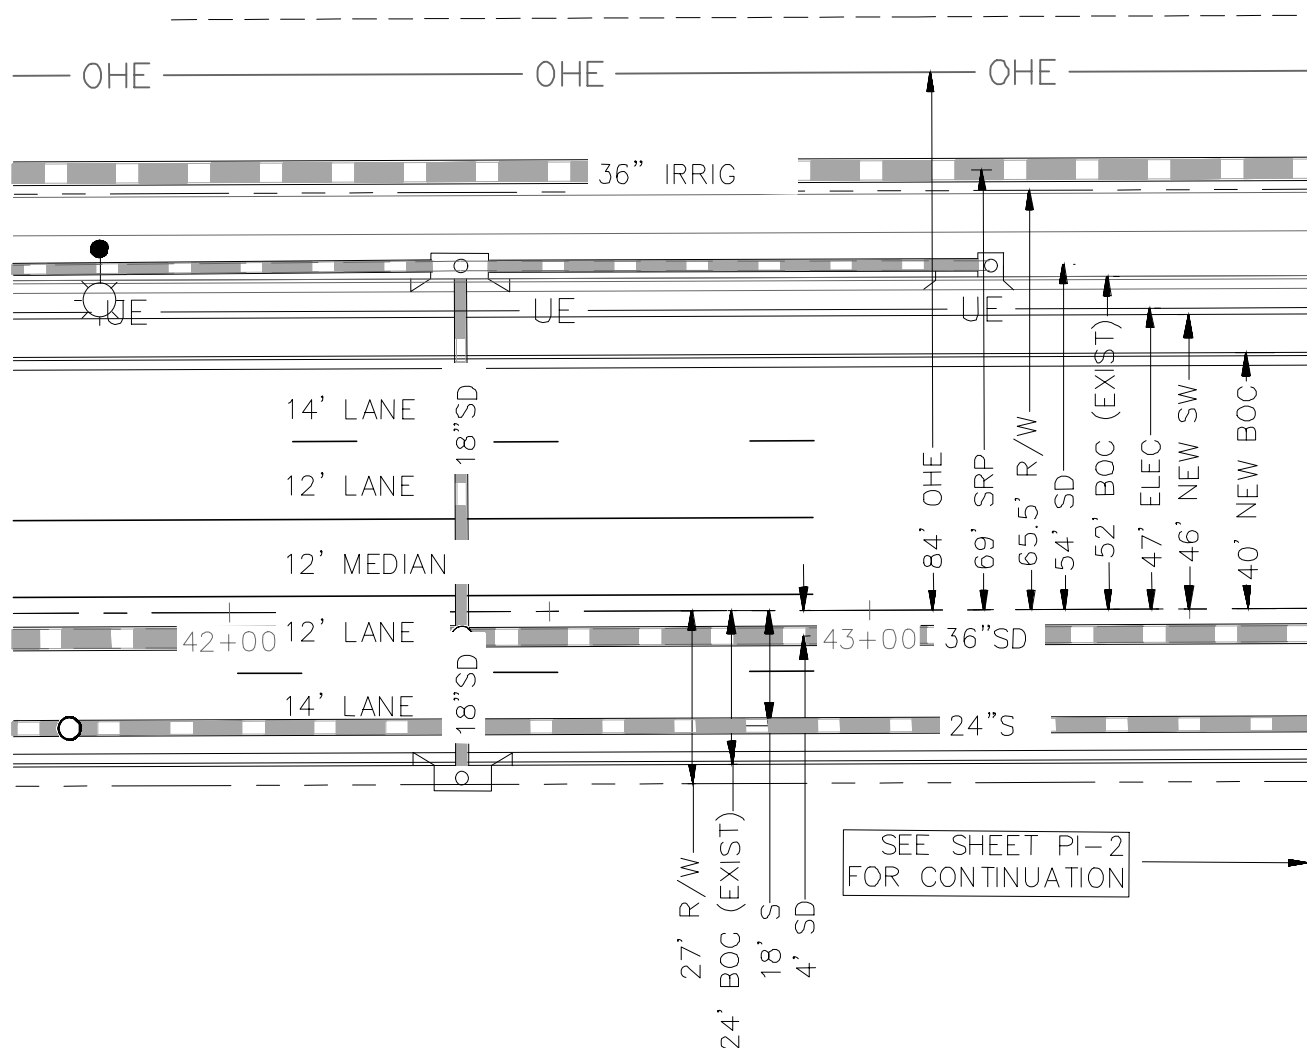 OHE
OHE
OHE
36" IRRIG
UE
UE
UE
14' LANE
18"SD
12' LANE
12' MEDIAN
84' OHE
69' SRP
65.5' R/W
54' SD
52' BOC (EXIST)
47' ELEC
46' NEW SW
40' NEW BOC
42+00
12' LANE
43+00
36"SD
14' LANE
18"SD
24"S
27' R/W
24' BOC (EXIST)
18' S
4' SD
SEE SHEET PI-2
FOR CONTINUATION